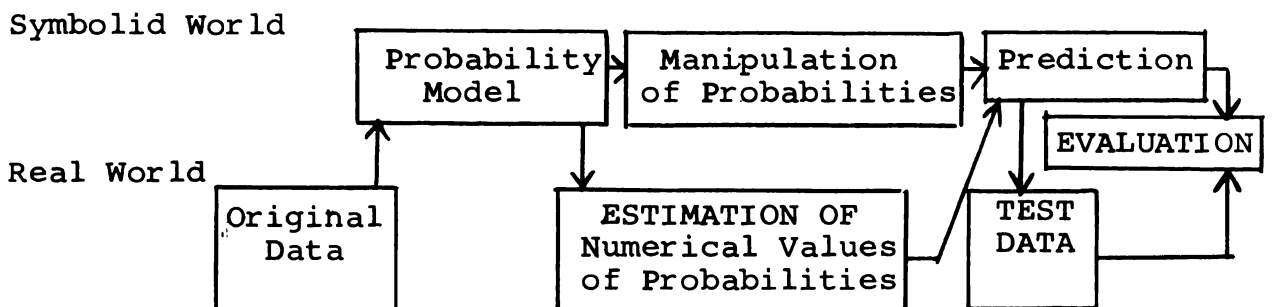 Symbolid World
Probability
Model
Manipulation
of Probabilities
Prediction
EVALUATION
Real World
Original
Data
ESTIMATION OF
Numerical Values
of Probabilities
TEST
DATA